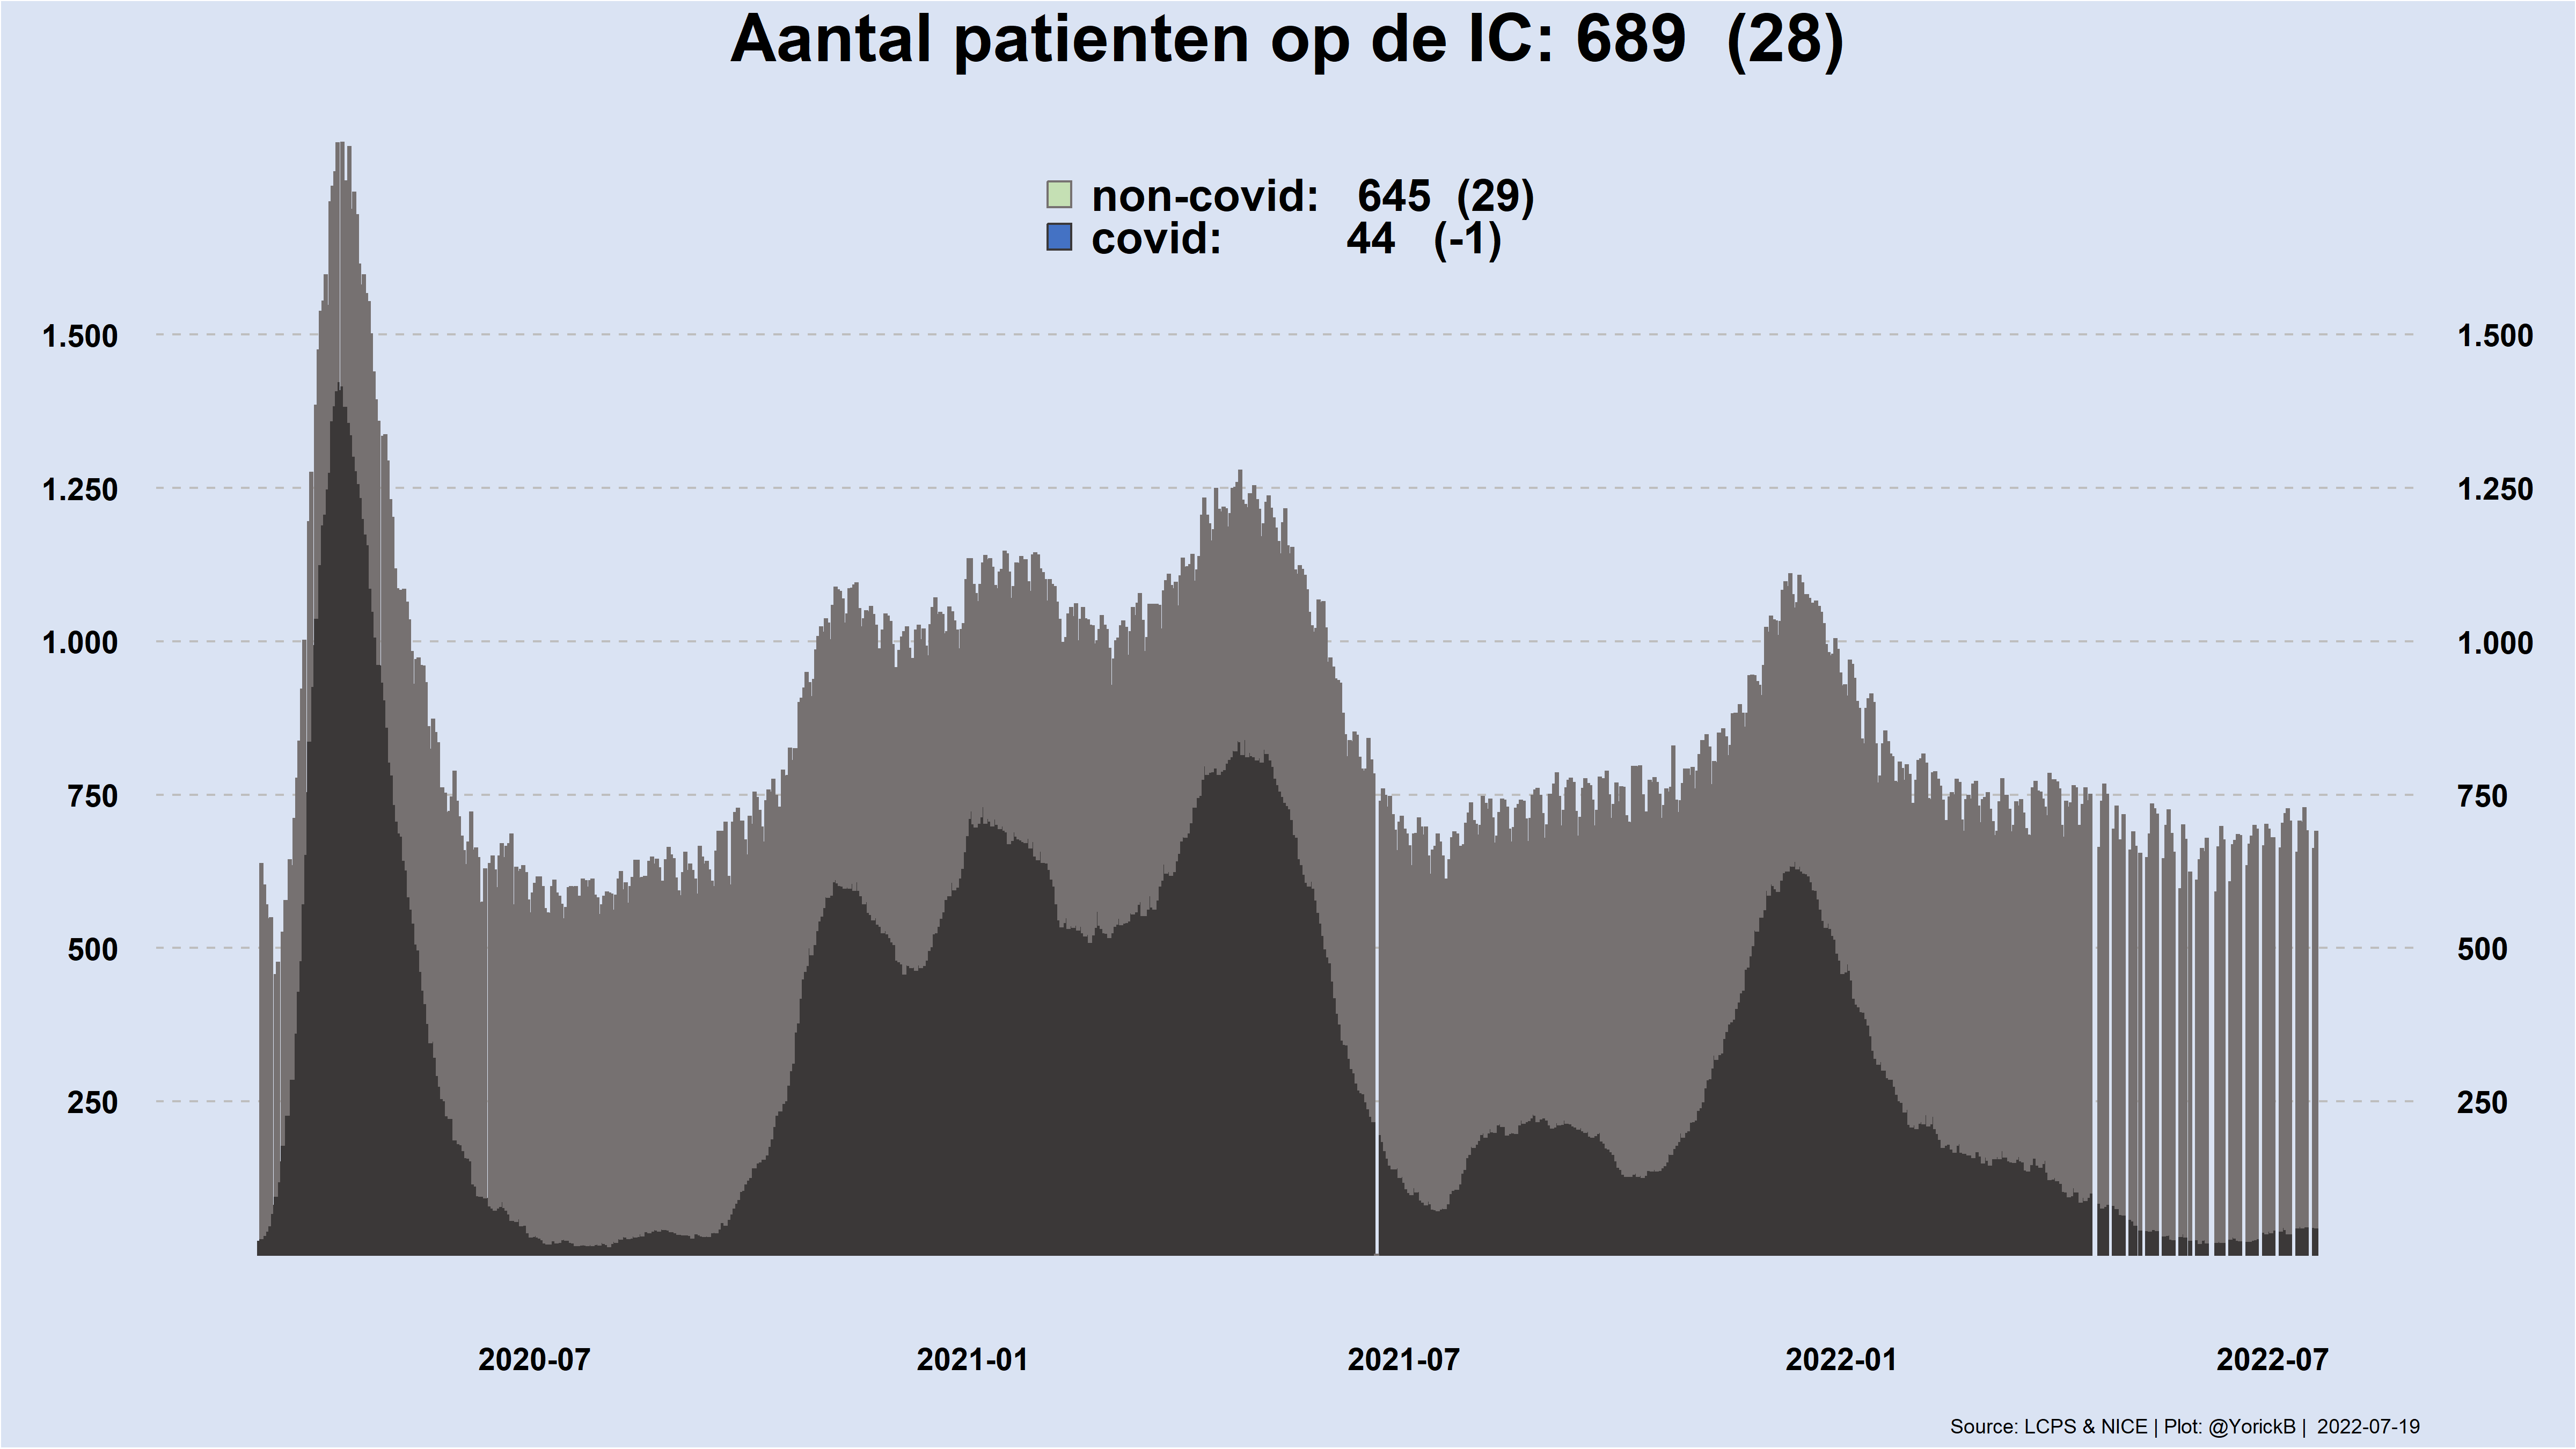 Aantal patienten op de IC: 689 (28)
non-covid: 645 (29)
covid: 44 (-1)
1.500 1.500
1.250 1.250
1.000 1.000
750 750
500 500
250 250
2020-07 2021-01 2021-07 2022-01 2022-07
Source: LCPS & NICE | Plot: @YorickB | 2022-07-19